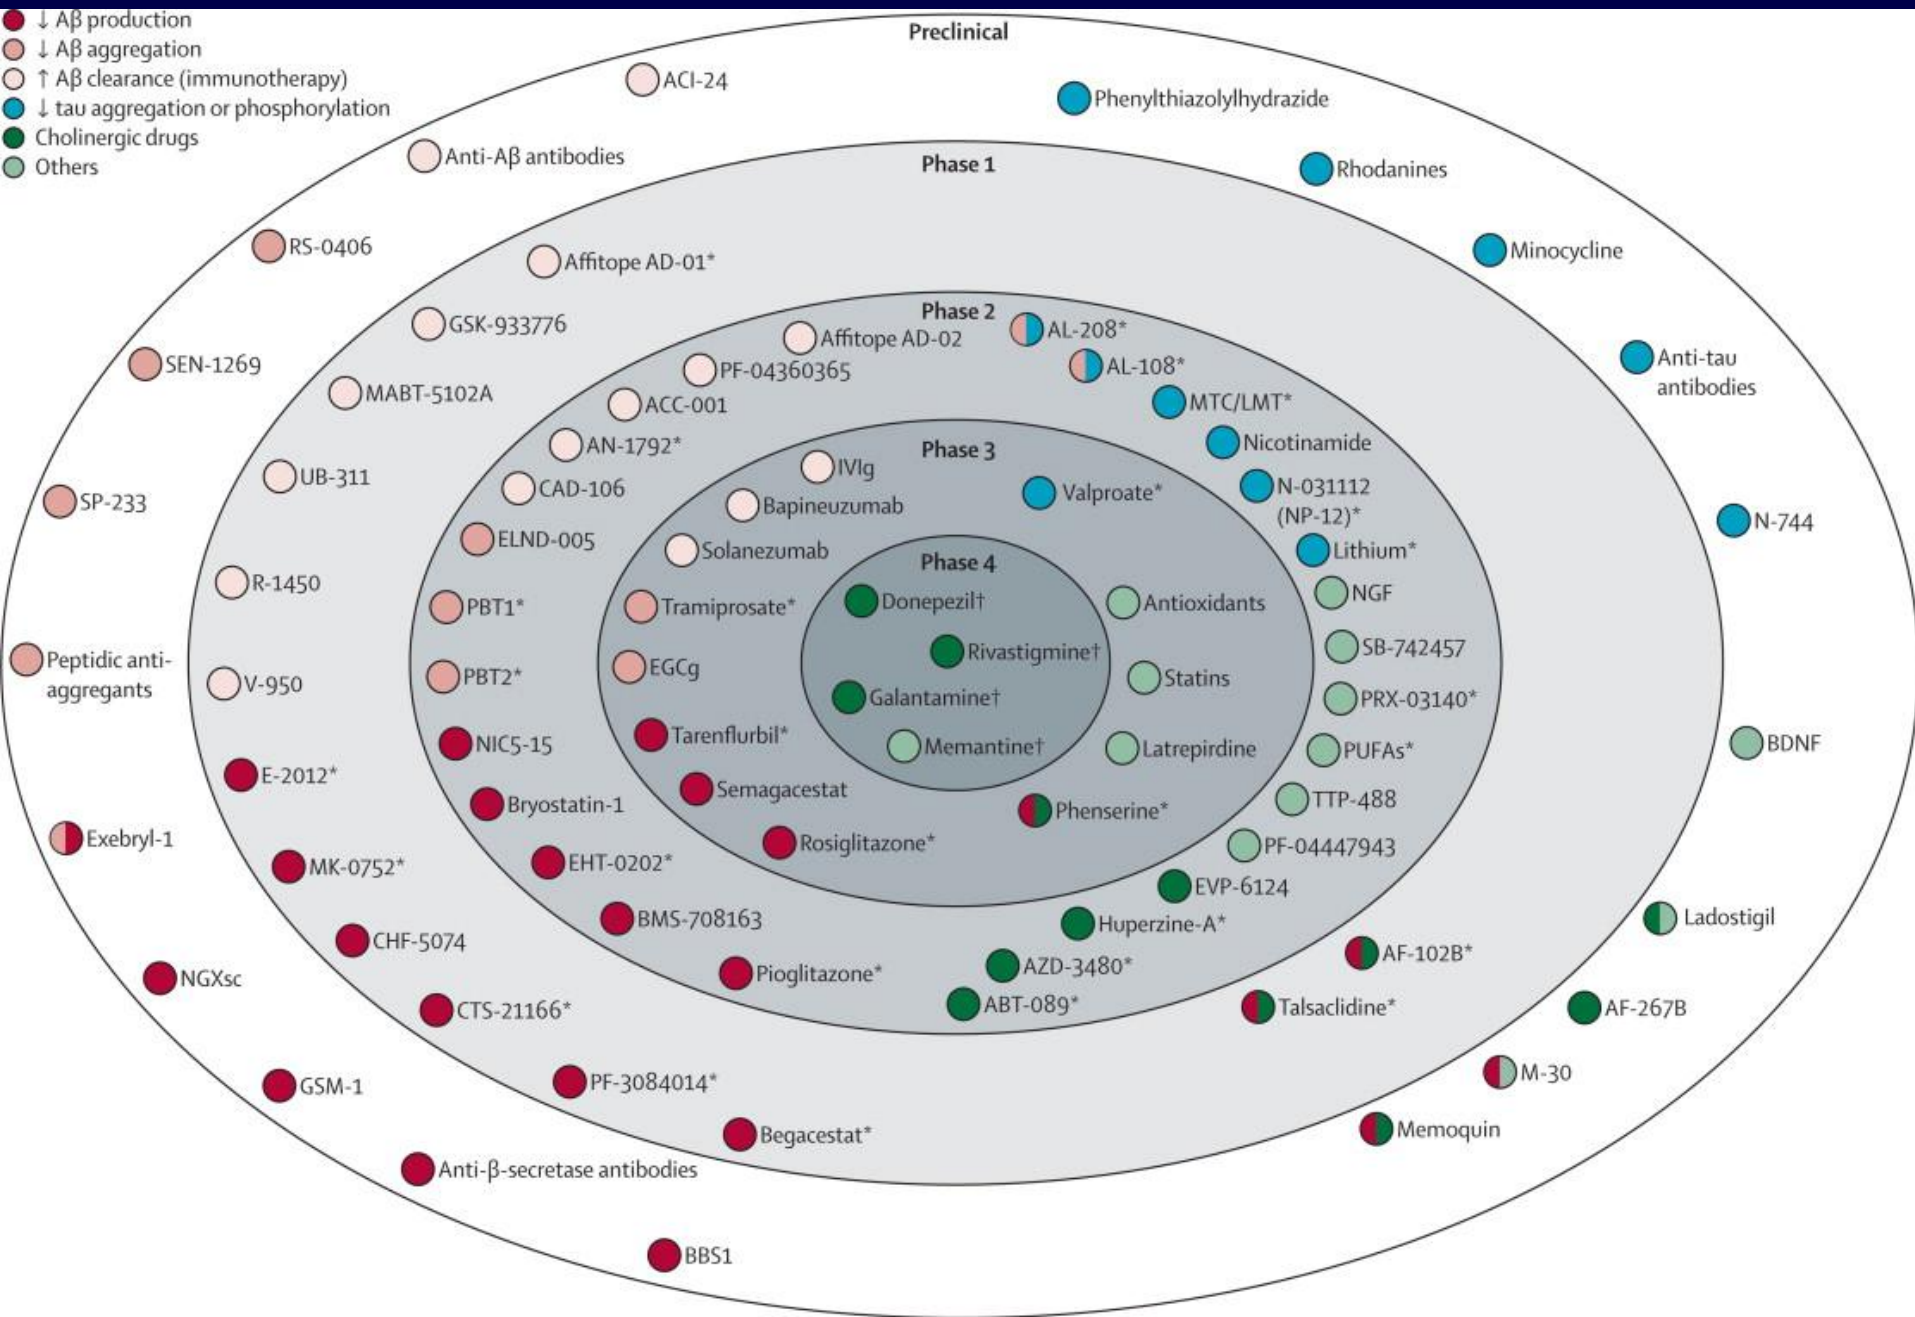 ↓ Aβ production
↓ Aβ aggregation
↑ Aβ clearance (immunotherapy)
↓ tau aggregation or phosphorylation
Cholinergic drugs
Others
Preclinical
ACI-24
Phenylthiazolylhydrazide
Anti-Aβ antibodies
Rhodanines
RS-0406
Minocycline
SEN-1269
Anti-tau
antibodies
SP-233
N-744
Peptidic anti-
aggregants
BDNF
Exebryl-1
Ladostigil
NGXsc
AF-267B
GSM-1
M-30
Memoquin
Anti-β-secretase antibodies
BBS1
Phase 1
Affitope AD-01*
GSK-933776
MABT-5102A
UB-311
R-1450
V-950
E-2012*
MK-0752*
CHF-5074
AF-102B*
CTS-21166*
Talsaclidine*
PF-3084014*
Begacestat*
Phase 2
AL-208*
Affitope AD-02
AL-108*
PF-04360365
MTC/LMT*
ACC-001
Nicotinamide
AN-1792*
N-031112
(NP-12)*
CAD-106
ELND-005
Lithium*
NGF
PBT1*
SB-742457
PBT2*
PRX-03140*
NIC5-15
PUFAs*
Bryostatin-1
TTP-488
PF-04447943
EHT-0202*
EVP-6124
BMS-708163
Huperzine-A*
Pioglitazone*
AZD-3480*
ABT-089*
Phase 3
IVIg
Valproate*
Bapineuzumab
Solanezumab
Tramiprosate*
Antioxidants
EGCg
Statins
Tarenflurbil*
Latrepirdine
Semagacestat
Phenserine*
Rosiglitazone*
Phase 4
Donepezil†
Rivastigmine†
Galantamine†
Memantine†